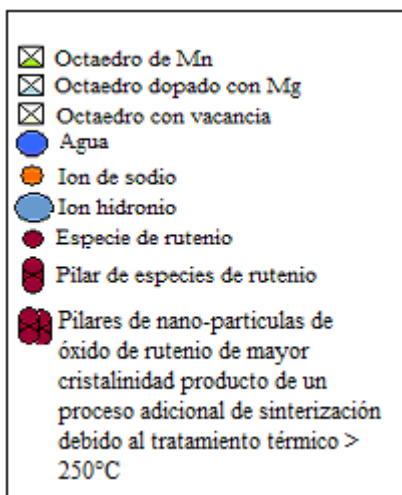 Octaedro de Mn
Octaedro dopado con Mg
Octaedro con vacancia
Agua
Ion de sodio
Ion hidronio
Especie de rutenio
Pilar de especies de rutenio
Pilares de nano-particulas de
óxido de rutenio de mayor
cristalinidad producto de un
proceso adicional de sinterización
debido al tratamiento térmico >
250°C